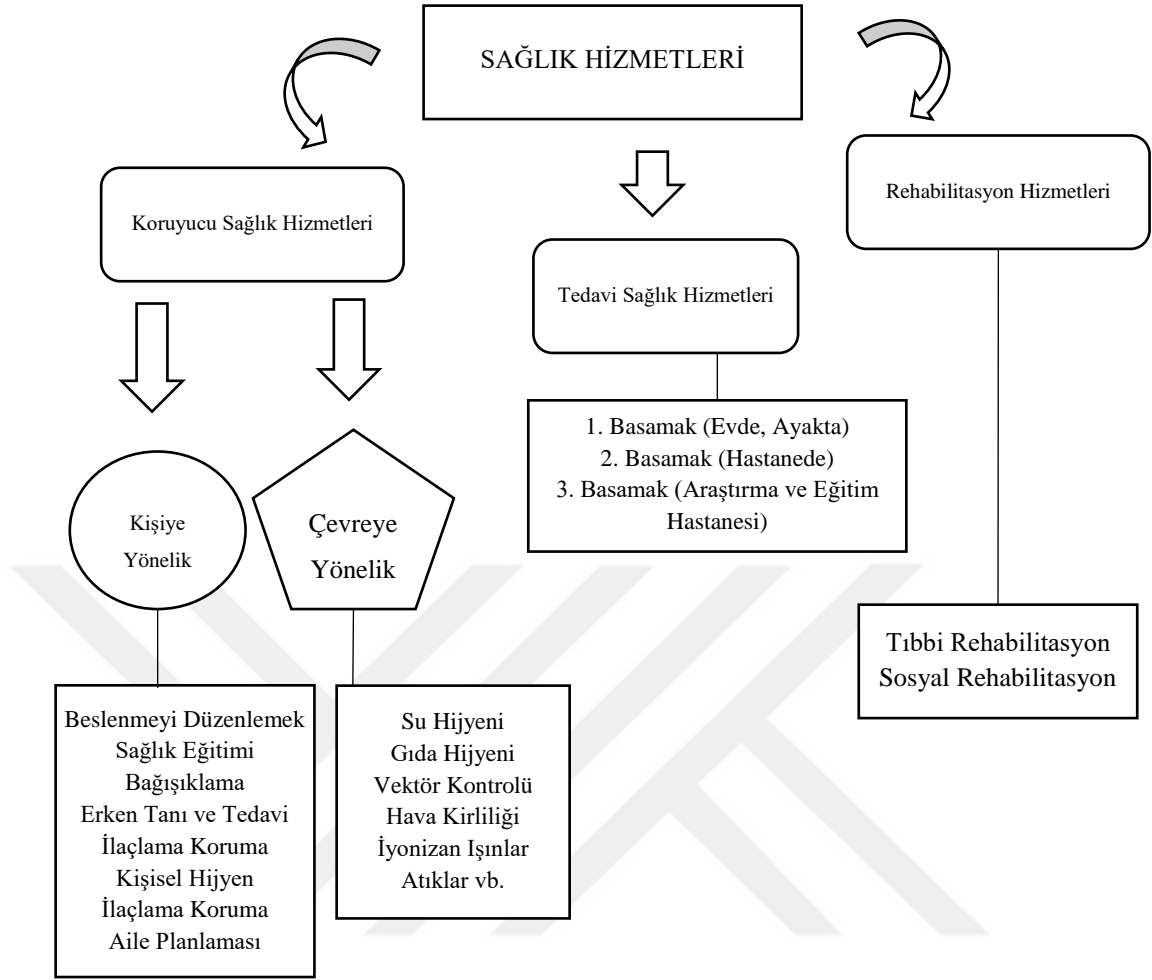 SAĞLIK HİZMETLERİ
Koruyucu Sağlık Hizmetleri
Tedavi Sağlık Hizmetleri
Rehabilitasyon Hizmetleri
Kişiye
Yönelik
Çevreye
Yönelik
1. Basamak (Evde, Ayakta)
2. Basamak (Hastanede)
3. Basamak (Araştırma ve Eğitim
Hastanesi)
Tıbbi Rehabilitasyon
Sosyal Rehabilitasyon
Beslenmeyi Düzenlemek
Sağlık Eğitimi
Bağışıklama
Erken Tanı ve Tedavi
İlaçlama Koruma
Kişisel Hijyen
İlaçlama Koruma
Aile Planlaması
Su Hijyeni
Gıda Hijyeni
Vektör Kontrolü
Hava Kirliliği
İyonizan Işınlar
Atıklar vb.